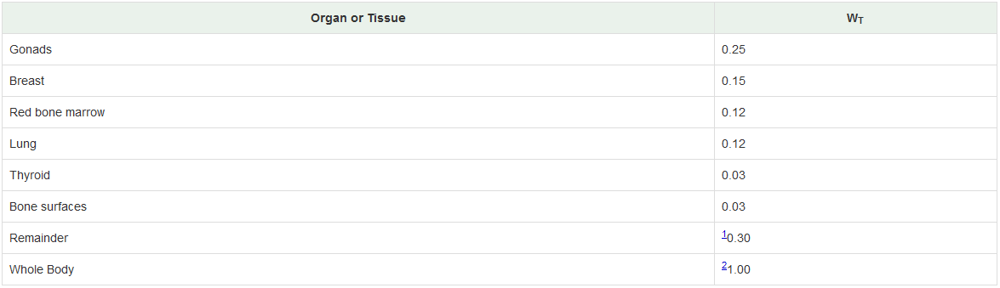 Organ or Tissue WT
Gonads 0.25
Breast 0.15
Red bone marrow 0.12
Lung 0.12
Thyroid 0.03
Bone surfaces 0.03
Remainder 10.30
Whole Body 21.00